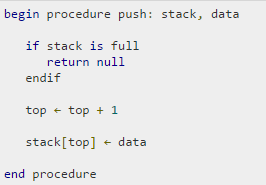 begin procedure push: stack, data
if stack is full
return null
endif
top ← top + 1
stack[top] ← data
end procedure